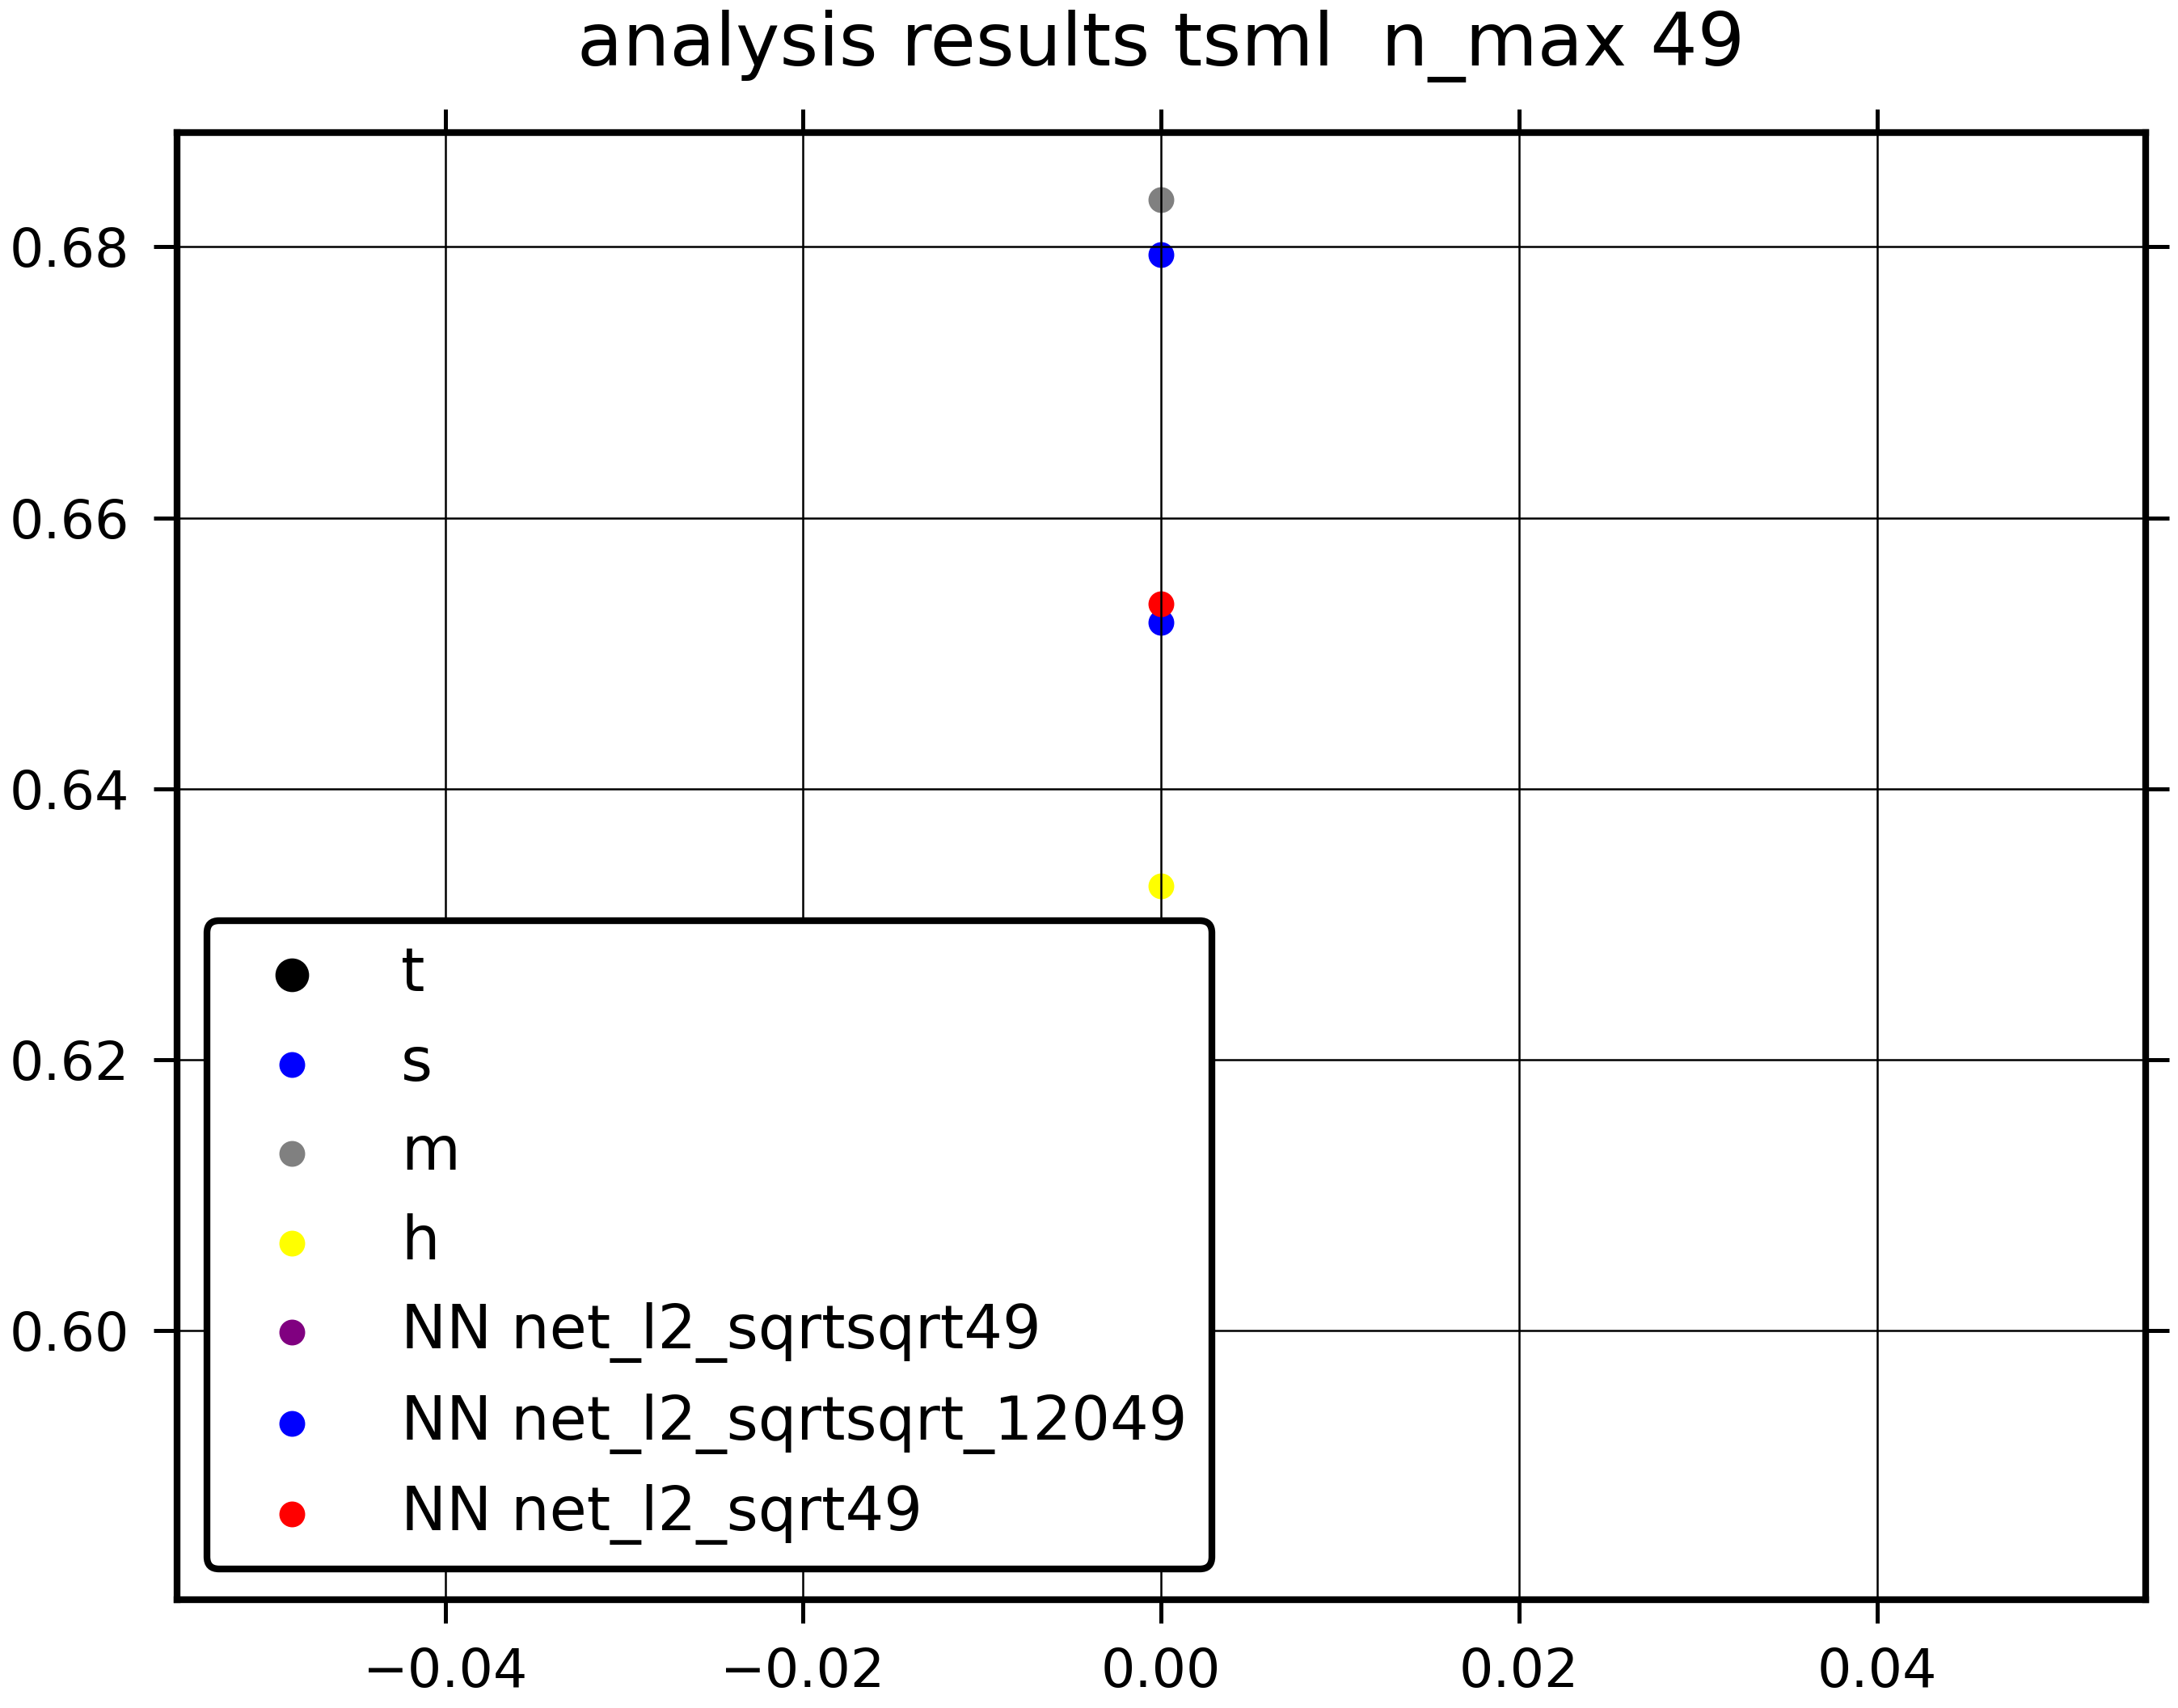 analysis results tsml  n_max 49
0.68
0.66
0.64
0.62
0.60
t
s
m
h
NN net_l2_sqrtsqrt49
NN net_l2_sqrtsqrt_12049
NN net_l2_sqrt49
−0.04 −0.02 0.00 0.02 0.04